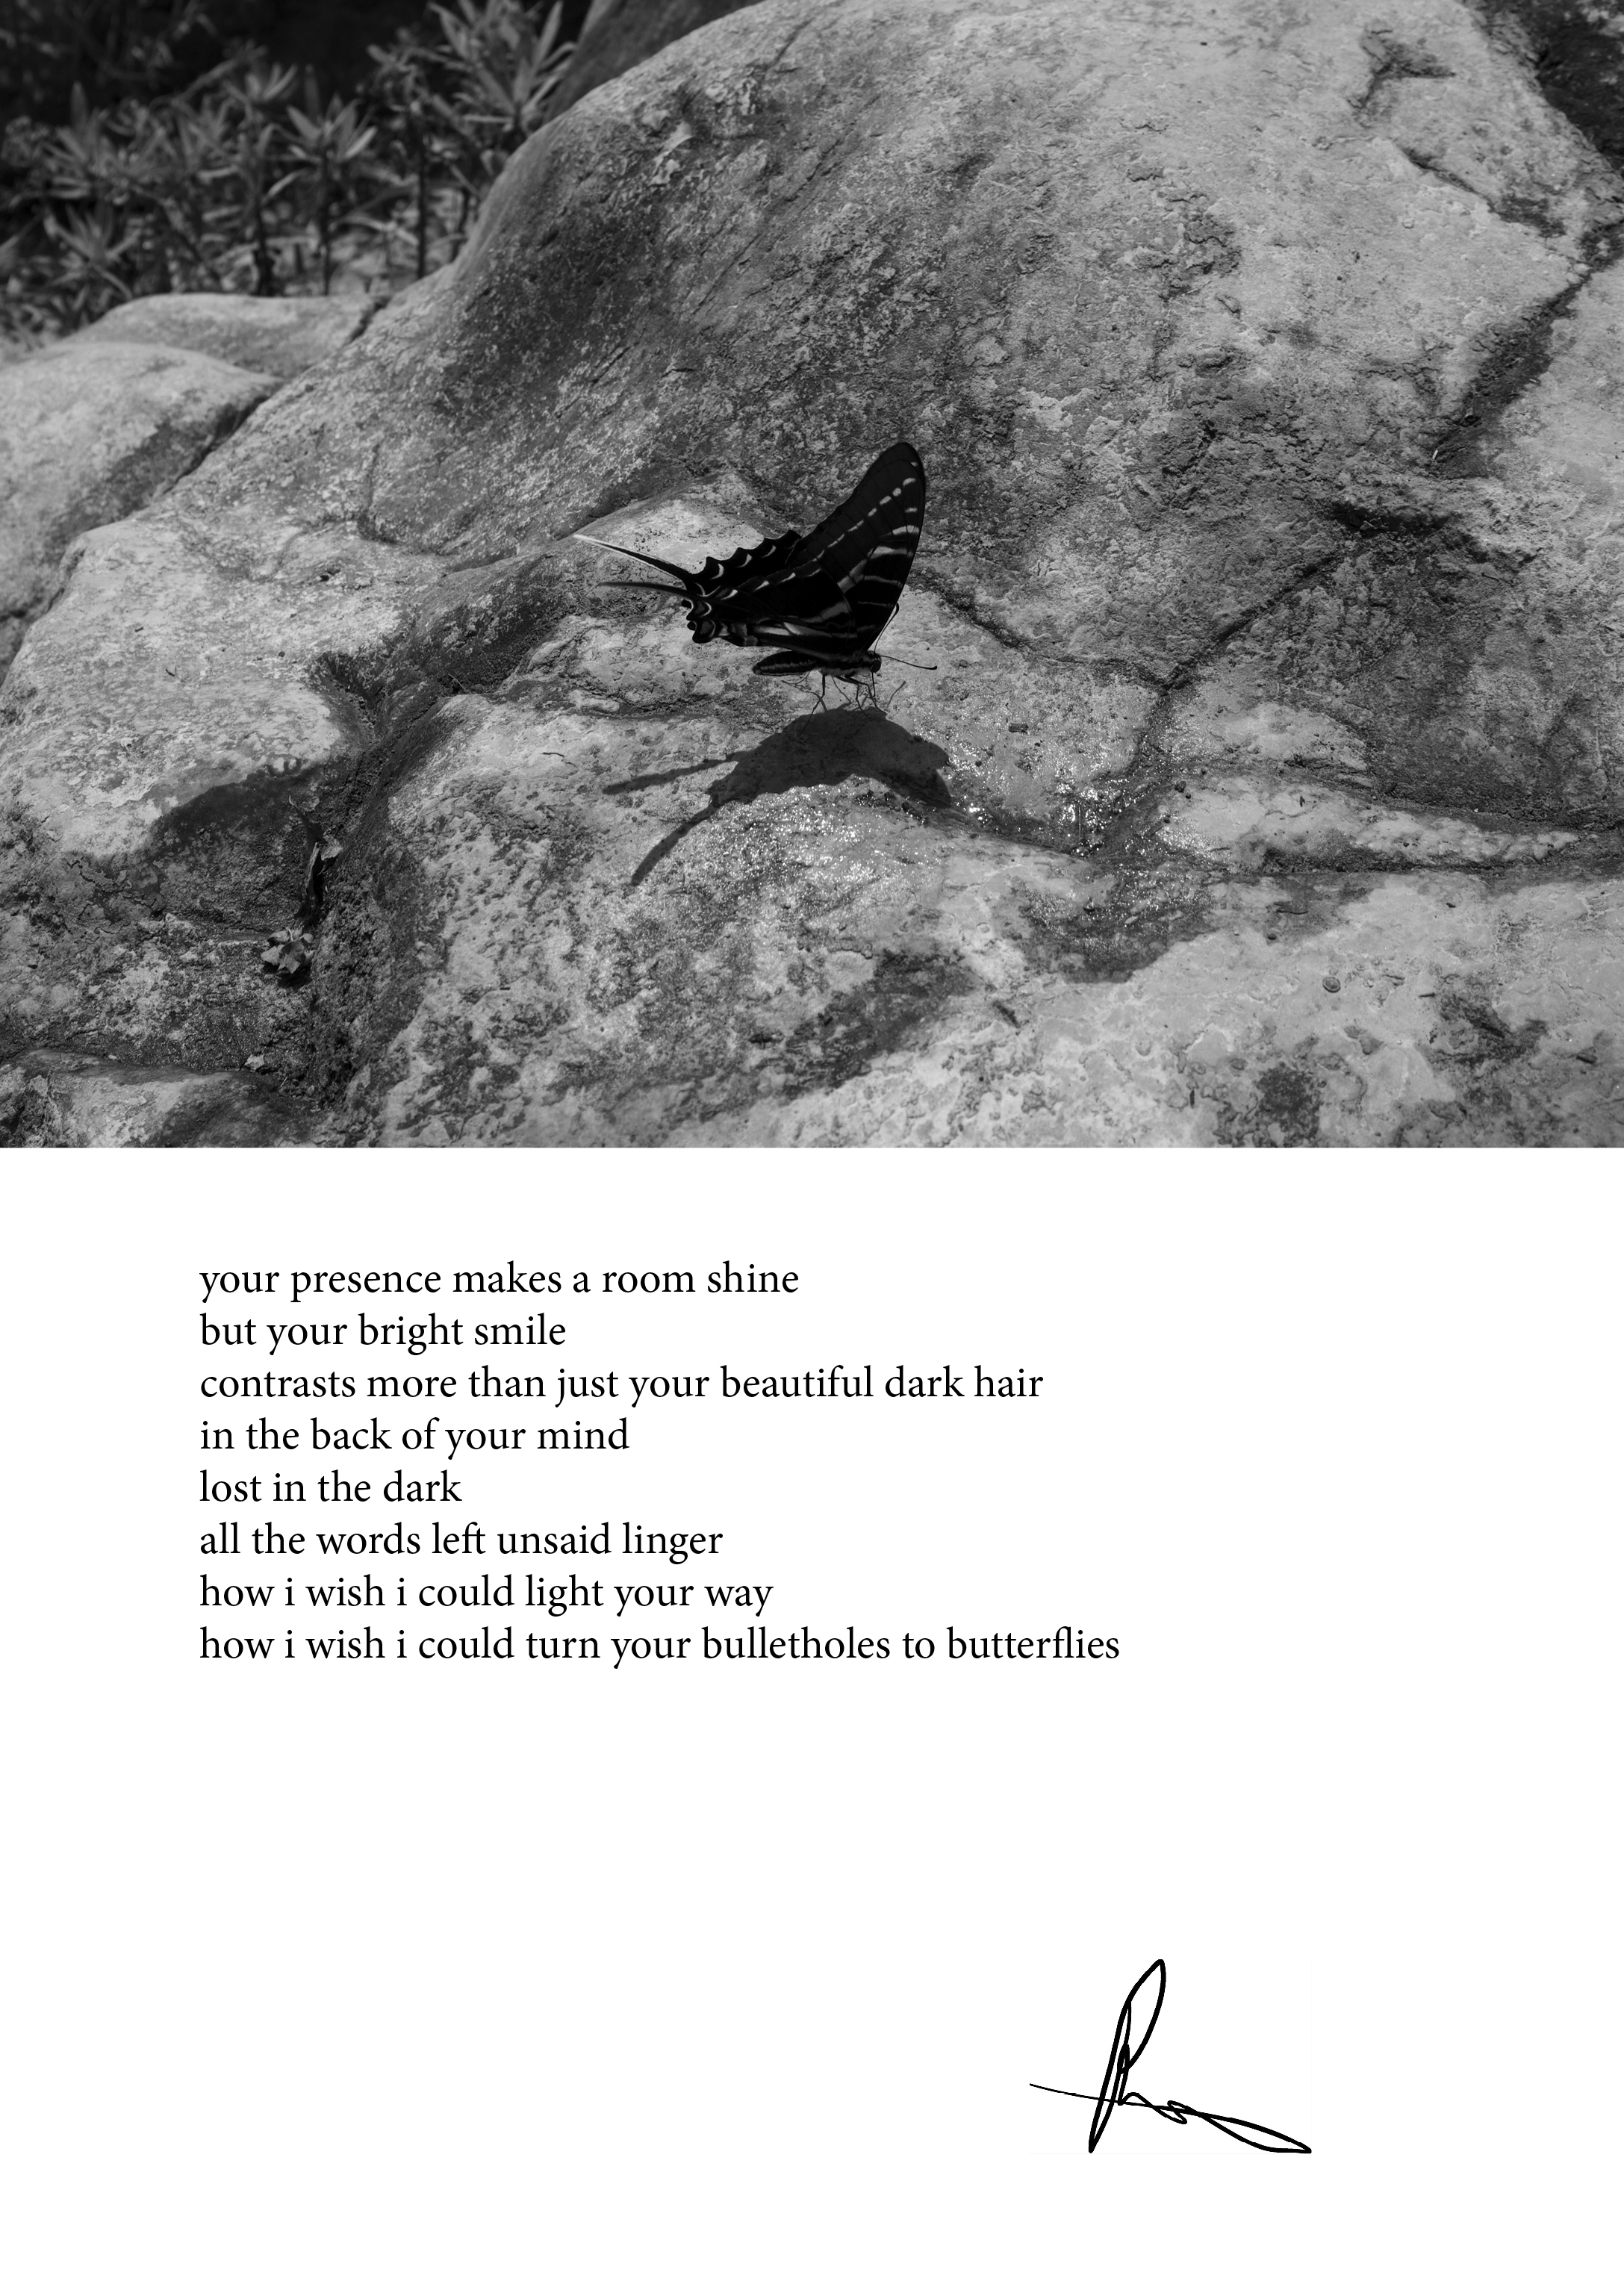 your presence makes a room shine
but your bright smile
contrasts more than just your beautiful dark hair
in the back of your mind
lost in the dark
all the words left unsaid linger
how i wish i could light your way
how i wish i could turn your bulletholes to butterflies